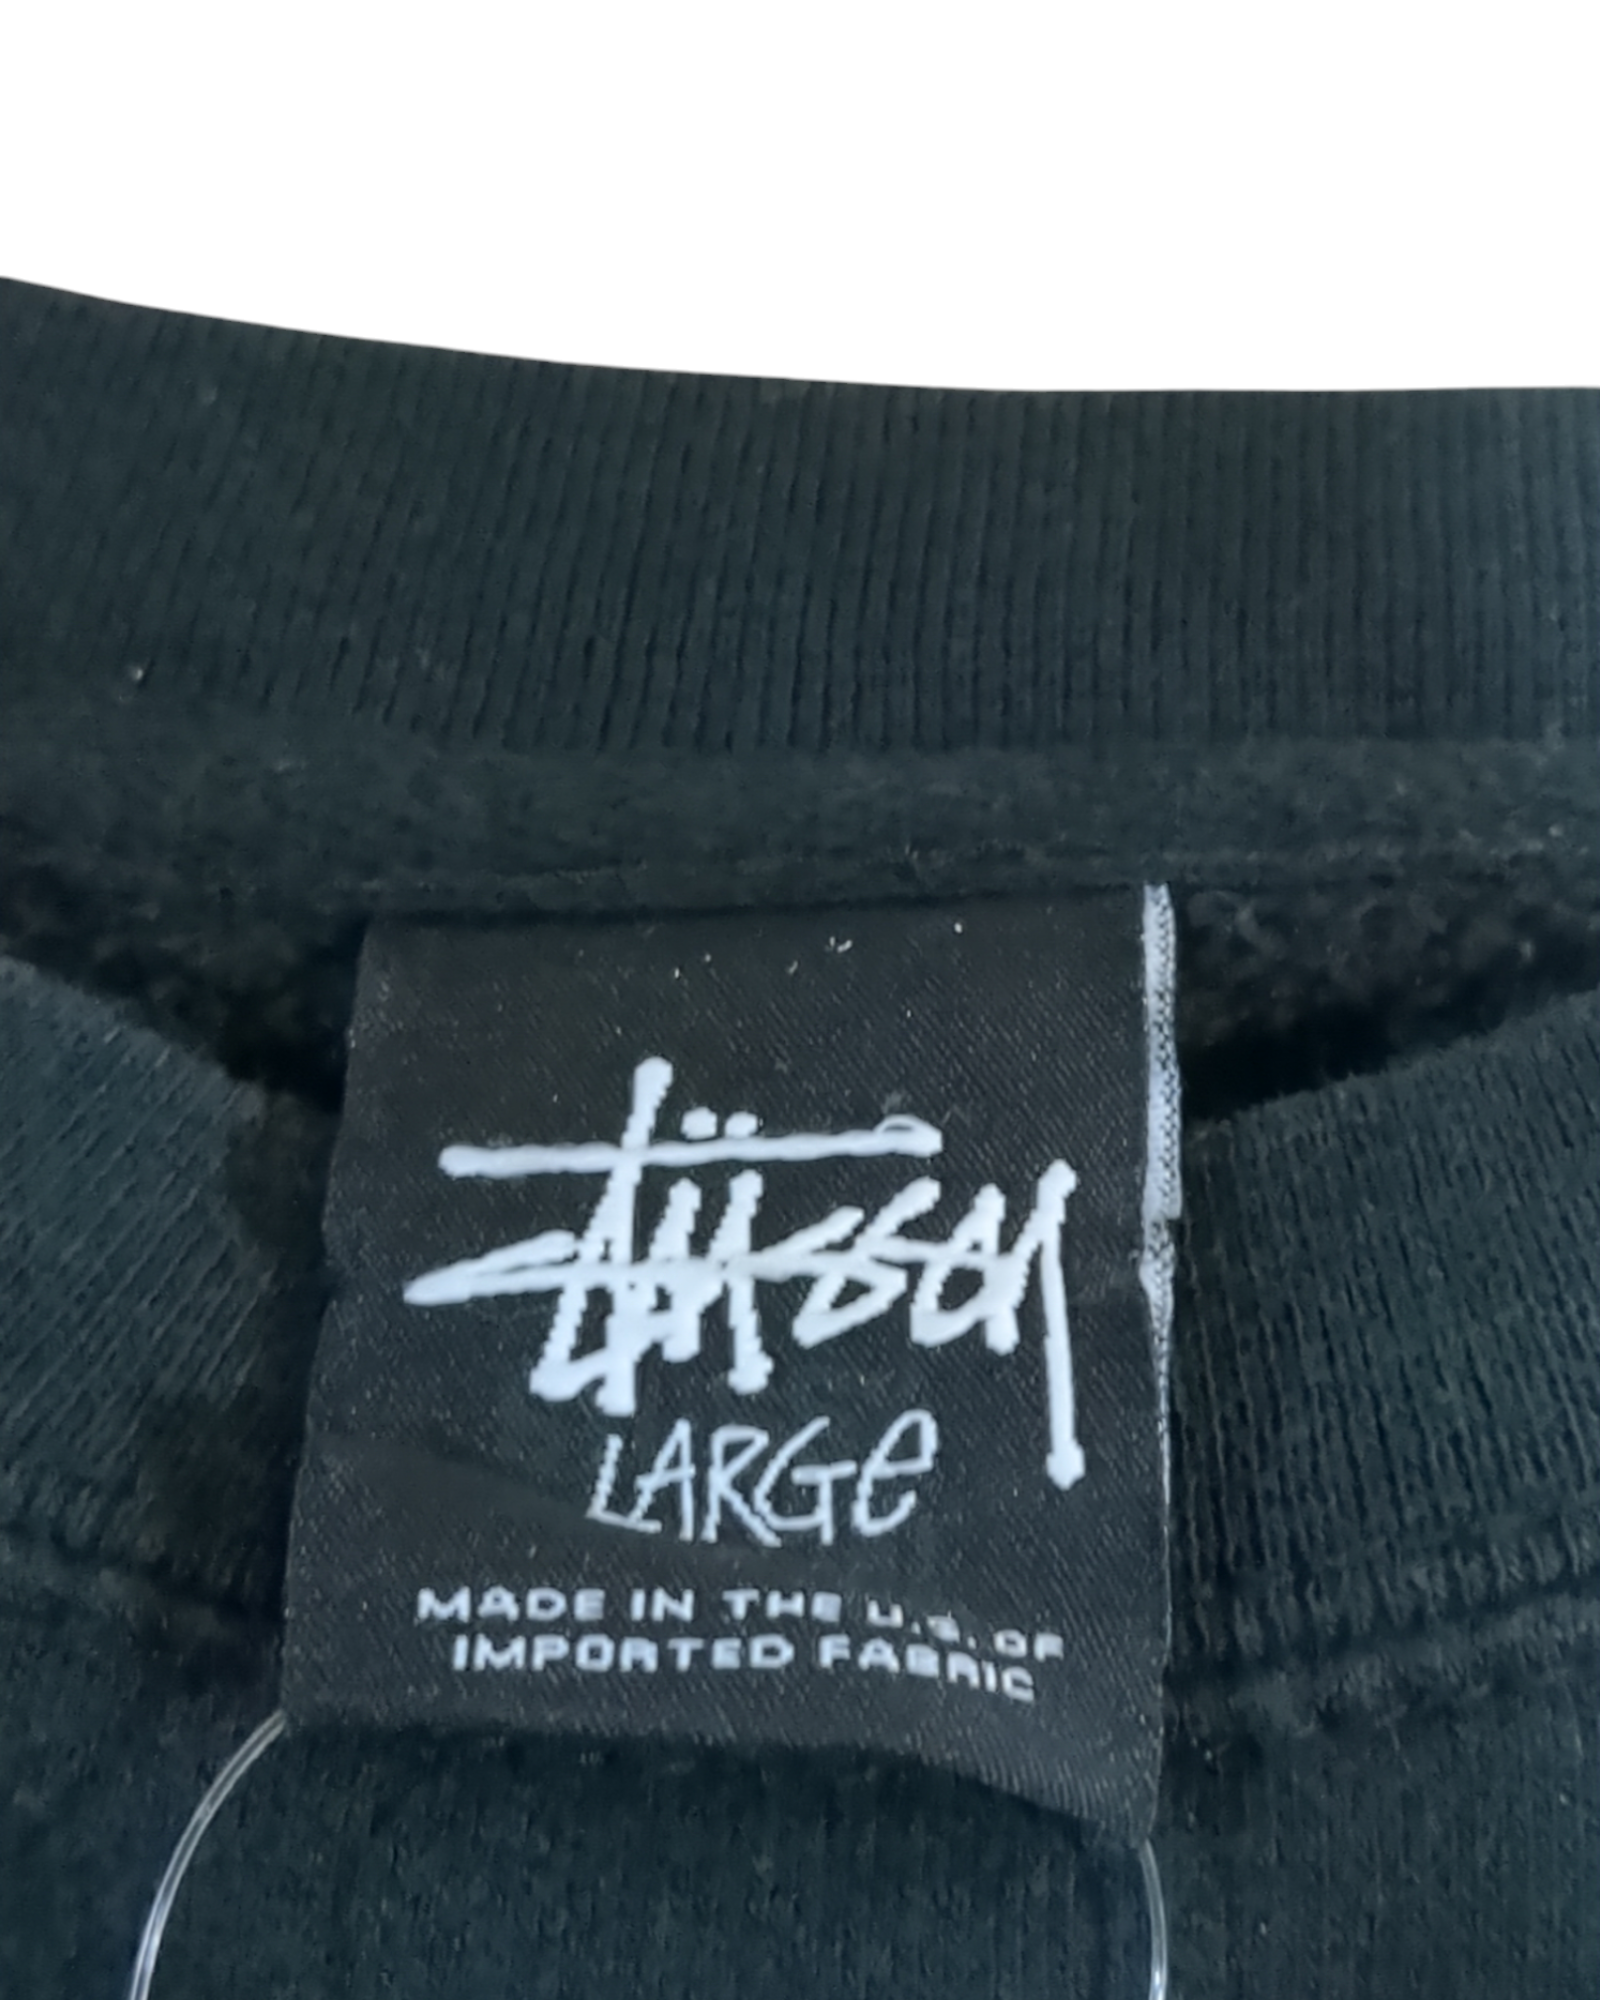 Stüssy
LARGe
MADE IN THE U.S. OF
IMPORTED FABRIC